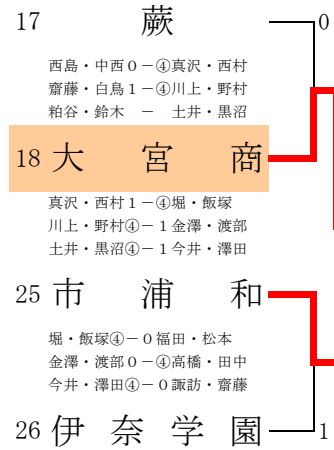 17 蕨 0
西島・中西0－④真沢・西村
齋藤・白鳥1－④川上・野村
粕谷・鈴木　－　土井・黒沼
18 大宮商
真沢・西村1－④堀・飯塚
川上・野村④－1金澤・渡部
土井・黒沼④－1今井・澤田
25 市浦和
堀・飯塚④－0福田・松本
金澤・渡部0－④高橋・田中
今井・澤田④－0諏訪・齋藤
26 伊奈学園 1